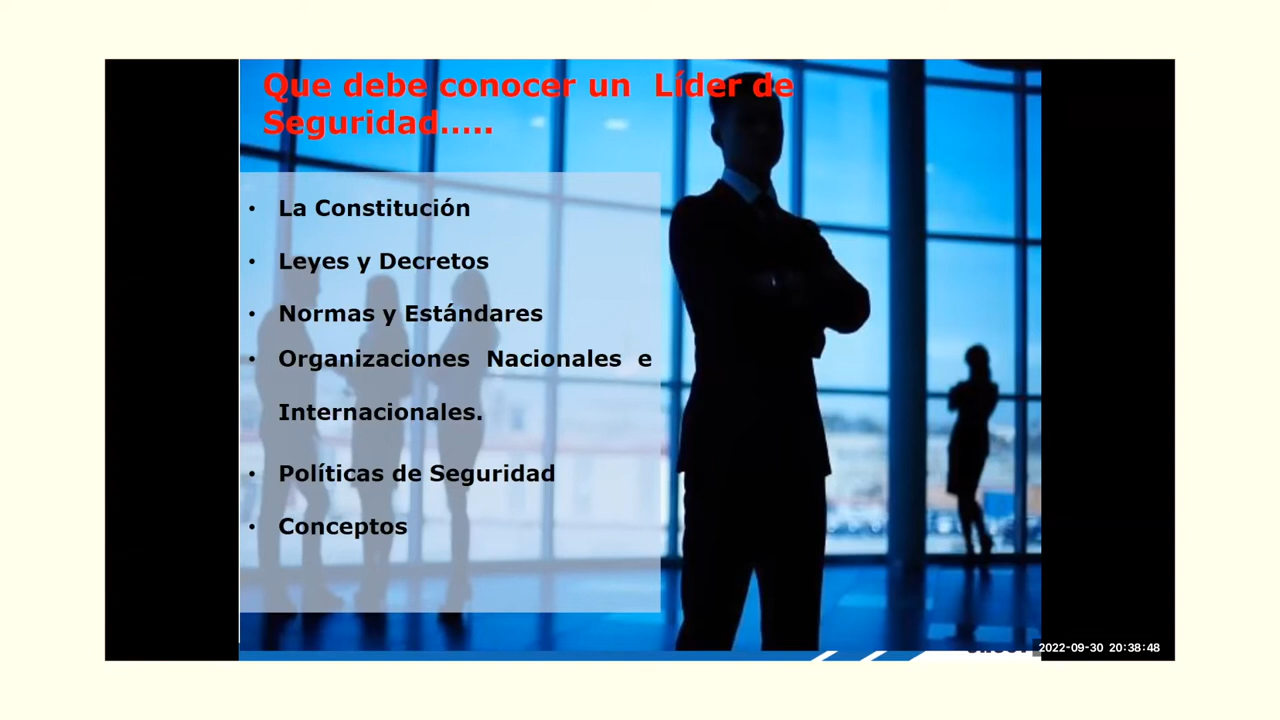 Que debe conocer un Líder de
Seguridad.....
• La Constitución
• Leyes y Decretos
• Normas y Estándares
• Organizaciones Nacionales e
Internacionales.
• Políticas de Seguridad
• Conceptos
2022-09-30 20:38:48